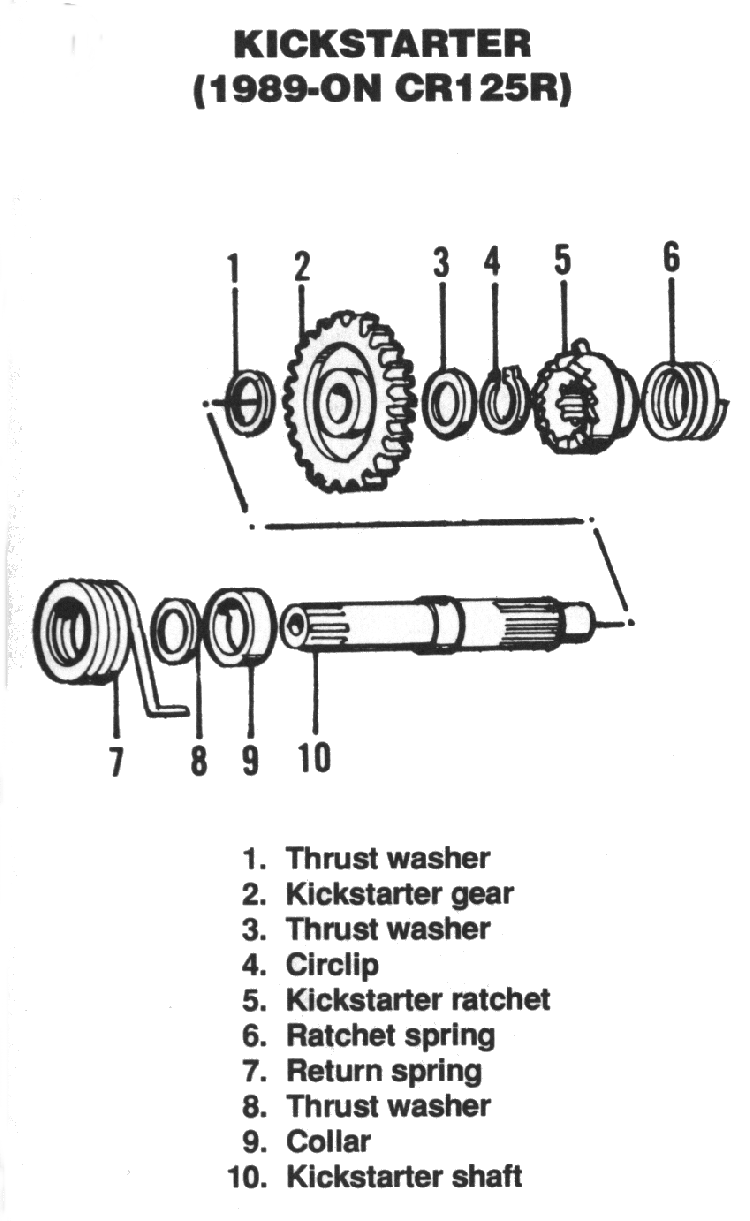 KICKSTARTER
(1989-ON CR125R)
1 2 3 4 5 6
7 8 9 10
1. Thrust washer
2. Kickstarter gear
3. Thrust washer
4. Circlip
5. Kickstarter ratchet
6. Ratchet spring
7. Return spring
8. Thrust washer
9. Collar
10. Kickstarter shaft